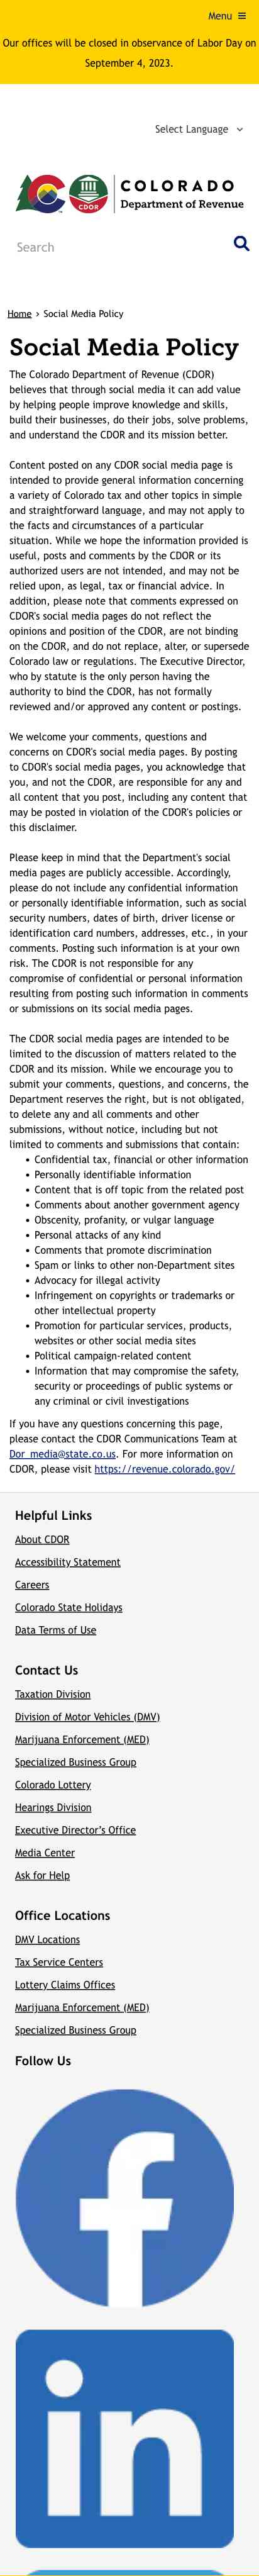 Menu
Our offices will be closed in observance of Labor Day on
September 4, 2023.
Select Language
COLORADO
CDOR
Department of Revenue
Search
Home › Social Media Policy
Social Media Policy
The Colorado Department of Revenue (CDOR)
believes that through social media it can add value
by helping people improve knowledge and skills,
build their businesses, do their jobs, solve problems,
and understand the CDOR and its mission better.
Content posted on any CDOR social media page is
intended to provide general information concerning
a variety of Colorado tax and other topics in simple
and straightforward language, and may not apply to
the facts and circumstances of a particular
situation. While we hope the information provided is
useful, posts and comments by the CDOR or its
authorized users are not intended, and may not be
relied upon, as legal, tax or financial advice. In
addition, please note that comments expressed on
CDOR's social media pages do not reflect the
opinions and position of the CDOR, are not binding
on the CDOR, and do not replace, alter, or supersede
Colorado law or regulations. The Executive Director,
who by statute is the only person having the
authority to bind the CDOR, has not formally
reviewed and/or approved any content or postings.
We welcome your comments, questions and
concerns on CDOR's social media pages. By posting
to CDOR's social media pages, you acknowledge that
you, and not the CDOR, are responsible for any and
all content that you post, including any content that
may be posted in violation of the CDOR's policies or
this disclaimer.
Please keep in mind that the Department's social
media pages are publicly accessible. Accordingly,
please do not include any confidential information
or personally identifiable information, such as social
security numbers, dates of birth, driver license or
identification card numbers, addresses, etc., in your
comments. Posting such information is at your own
risk. The CDOR is not responsible for any
compromise of confidential or personal information
resulting from posting such information in comments
or submissions on its social media pages.
The CDOR social media pages are intended to be
limited to the discussion of matters related to the
CDOR and its mission. While we encourage you to
submit your comments, questions, and concerns, the
Department reserves the right, but is not obligated,
to delete any and all comments and other
submissions, without notice, including but not
limited to comments and submissions that contain:
• Confidential tax, financial or other information
• Personally identifiable information
• Content that is off topic from the related post
• Comments about another government agency
• Obscenity, profanity, or vulgar language
• Personal attacks of any kind
• Comments that promote discrimination
• Spam or links to other non-Department sites
• Advocacy for illegal activity
• Infringement on copyrights or trademarks or
other intellectual property
• Promotion for particular services, products,
websites or other social media sites
• Political campaign-related content
• Information that may compromise the safety,
security or proceedings of public systems or
any criminal or civil investigations
If you have any questions concerning this page,
please contact the CDOR Communications Team at
Dor_media@state.co.us. For more information on
CDOR, please visit https://revenue.colorado.gov/
Helpful Links
About CDOR
Accessibility Statement
Careers
Colorado State Holidays
Data Terms of Use
Contact Us
Taxation Division
Division of Motor Vehicles (DMV)
Marijuana Enforcement (MED)
Specialized Business Group
Colorado Lottery
Hearings Division
Executive Director’s Office
Media Center
Ask for Help
Office Locations
DMV Locations
Tax Service Centers
Lottery Claims Offices
Marijuana Enforcement (MED)
Specialized Business Group
Follow Us